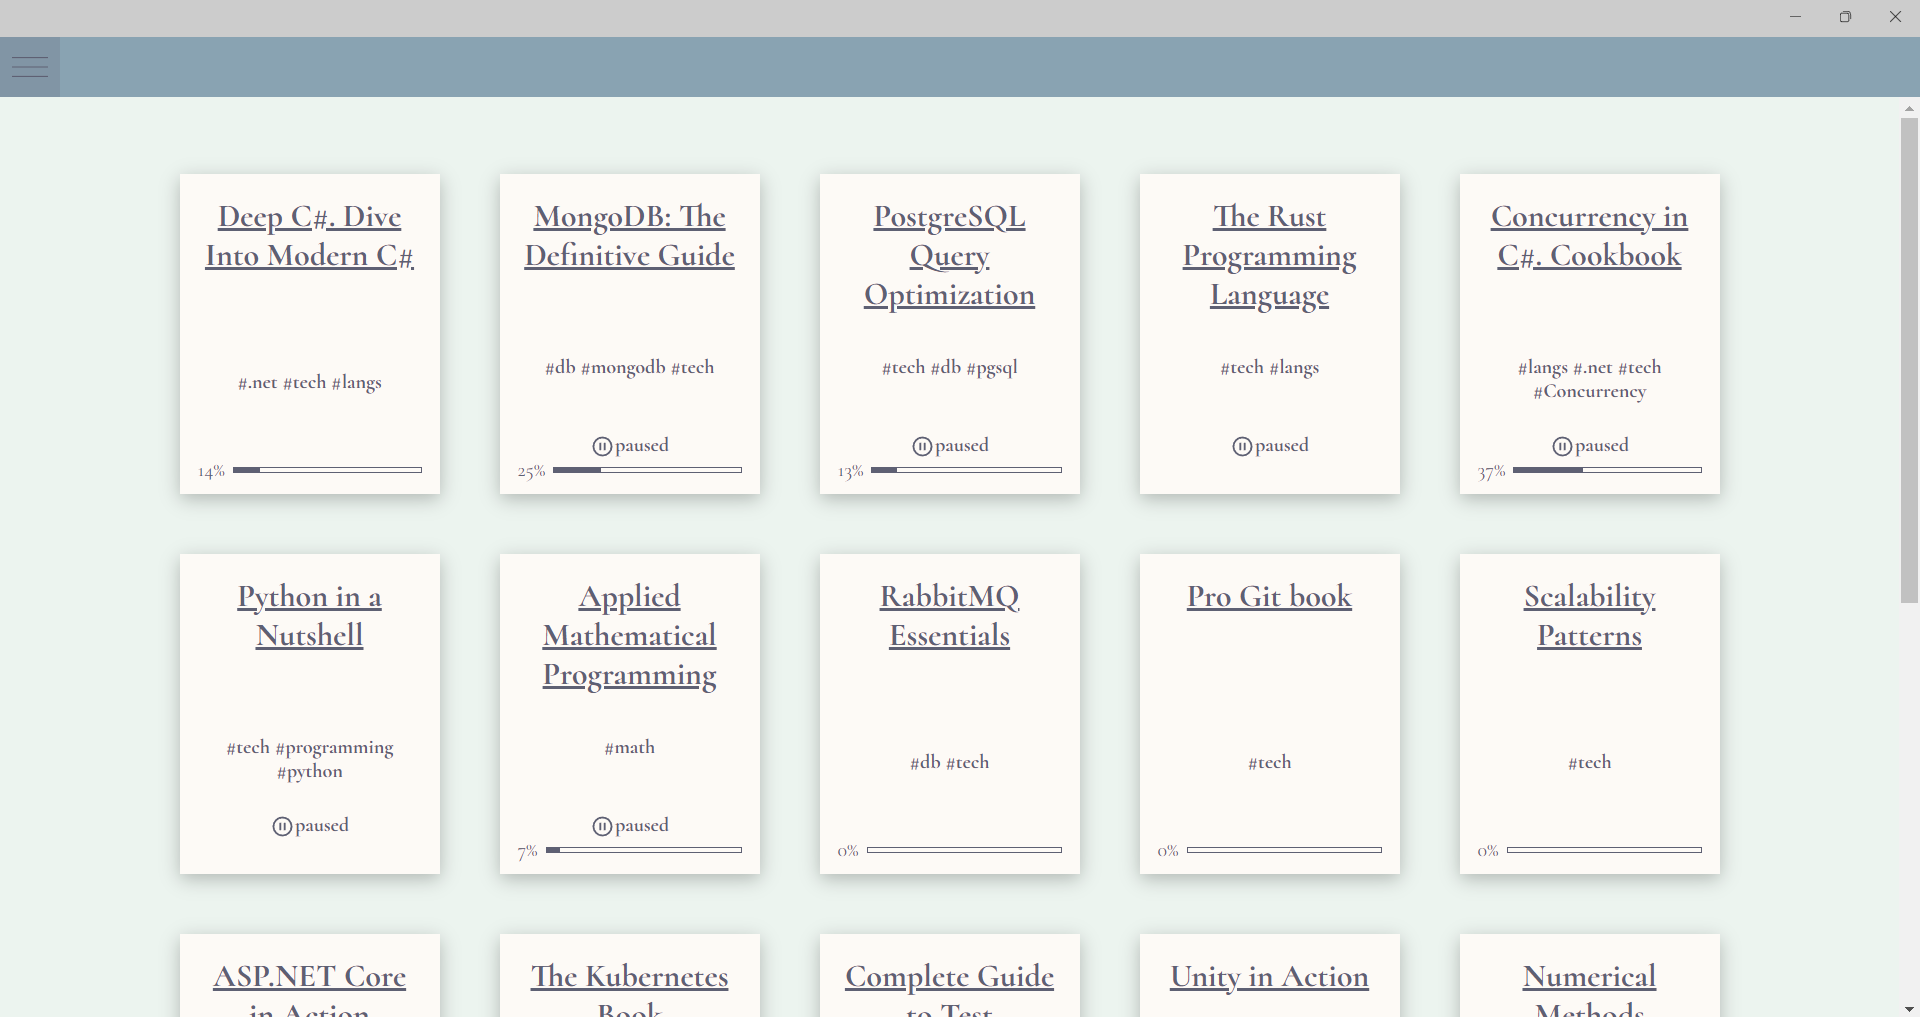 Deep C#. Dive
Into Modern C#
#.net #tech #langs
14%
MongoDB: The
Definitive Guide
#db #mongodb #tech
paused
25%
PostgreSQL
Query
Optimization
#tech #db #pgsql
paused
13%
The Rust
Programming
Language
#tech #langs
paused
Concurrency in
C#. Cookbook
#langs #.net #tech
#Concurrency
paused
37%
Python in a
Nutshell
#tech #programming
#python
paused
Applied
Mathematical
Programming
#math
paused
7%
RabbitMQ
Essentials
#db #tech
0%
Pro Git book
#tech
0%
Scalability
Patterns
#tech
0%
ASP.NET Core
in Action
The Kubernetes
Book
Complete Guide
to Test
Unity in Action
Numerical
Methods